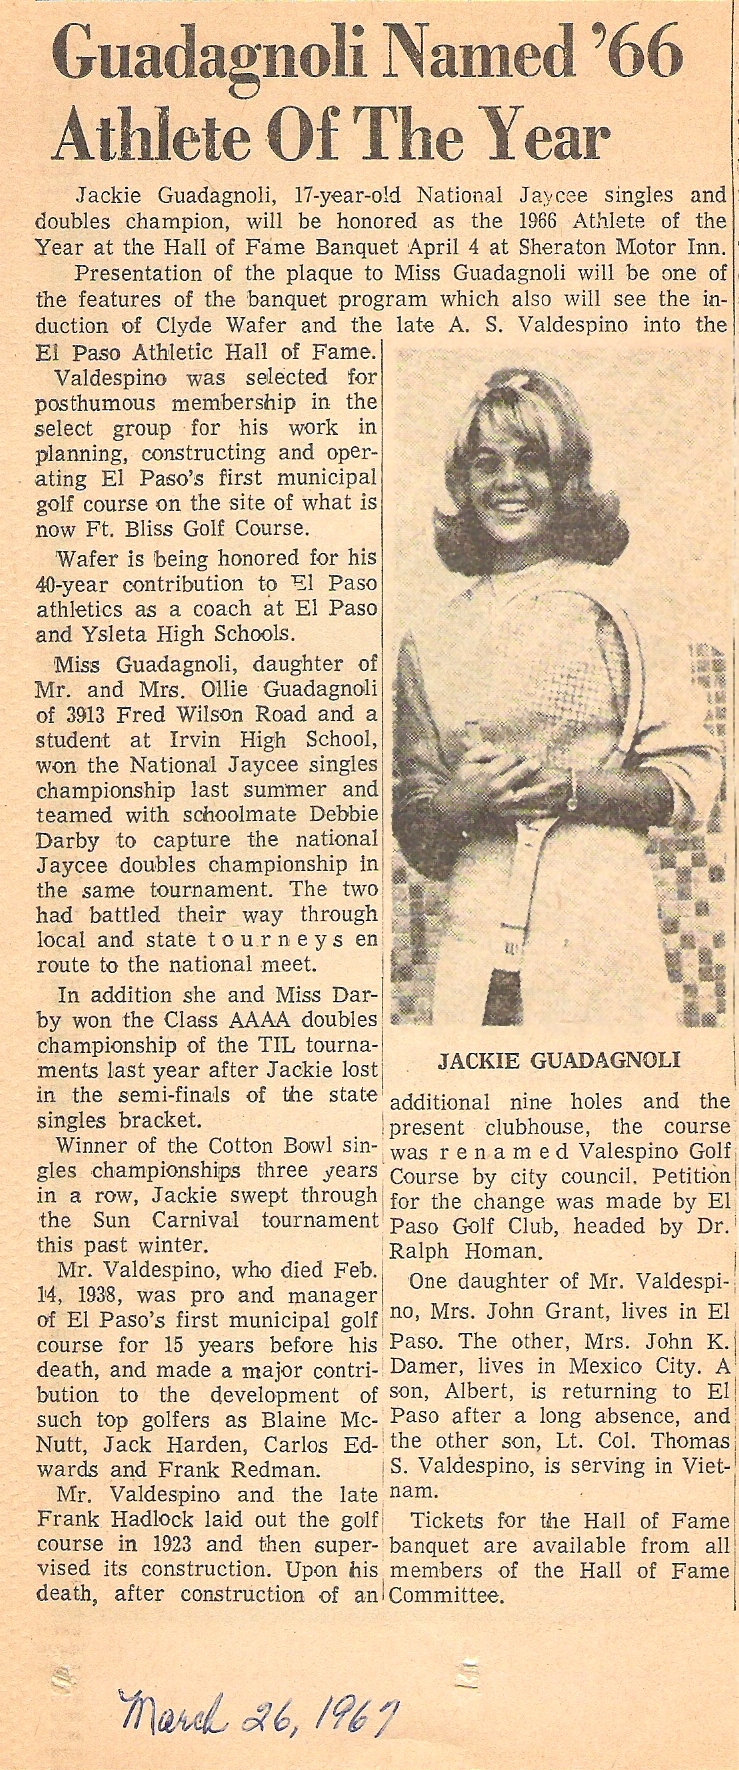 Guadagnoli Named '66
Athlete Of The Year
Jackie Guadagnoli, 17-year-old National Jaycee singles and
doubles champion, will be honored as the 1966 Athlete of the
Year at the Hall of Fame Banquet April 4 at Sheraton Motor Inn.
Presentation of the plaque to Miss Guadagnoli will be one of
the features of the banquet program which also will see the in-
duction of Clyde Wafer and the late A. S. Valdespino into the
El Paso Athletic Hall of Fame.
Valdespino was selected for
posthumous membership in the
select group for his work in
planning, constructing and oper-
ating El Paso's first municipal
golf course on the site of what is
now Ft. Bliss Golf Course.
Wafer is being honored for his
40-year contribution to El Paso
athletics as a coach at El Paso
and Ysleta High Schools.
Miss Guadagnoli, daughter of
Mr. and Mrs. Ollie Guadagnoli
of 3913 Fred Wilson Road and a
student at Irvin High School,
won the National Jaycee singles
championship last summer and
teamed with schoolmate Debbie
Darby to capture the national
Jaycee doubles championship in
the same tournament. The two
had battled their way through
local and state tourneys en
route to the national meet.
In addition she and Miss Dar-
by won the Class AAAA doubles
championship of the TIL tourna-
ments last year after Jackie lost
in the semi-finals of the state
singles bracket.
Winner of the Cotton Bowl sin-
gles championships three years
in a row, Jackie swept through
the Sun Carnival tournament
this past winter.
Mr. Valdespino, who died Feb.
14, 1938, was pro and manager
of El Paso's first municipal golf
course for 15 years before his
death, and made a major contri-
bution to the development of
such top golfers as Blaine Mc-
Nutt, Jack Harden, Carlos Ed-
wards and Frank Redman.
Mr. Valdespino and the late
Frank Hadlock laid out the golf
course in 1923 and then super-
vised its construction. Upon his
death, after construction of an
JACKIE GUADAGNOLI
additional nine holes and the
present clubhouse, the course
was renamed Valespino Golf
Course by city council. Petition
for the change was made by El
Paso Golf Club, headed by Dr.
Ralph Homan.
One daughter of Mr. Valdespi-
no, Mrs. John Grant, lives in El
Paso. The other, Mrs. John K.
Damer, lives in Mexico City. A
son, Albert, is returning to El
Paso after a long absence, and
the other son, Lt. Col. Thomas
S. Valdespino, is serving in Viet-
nam.
Tickets for the Hall of Fame
banquet are available from all
members of the Hall of Fame
Committee.
March 26, 1967